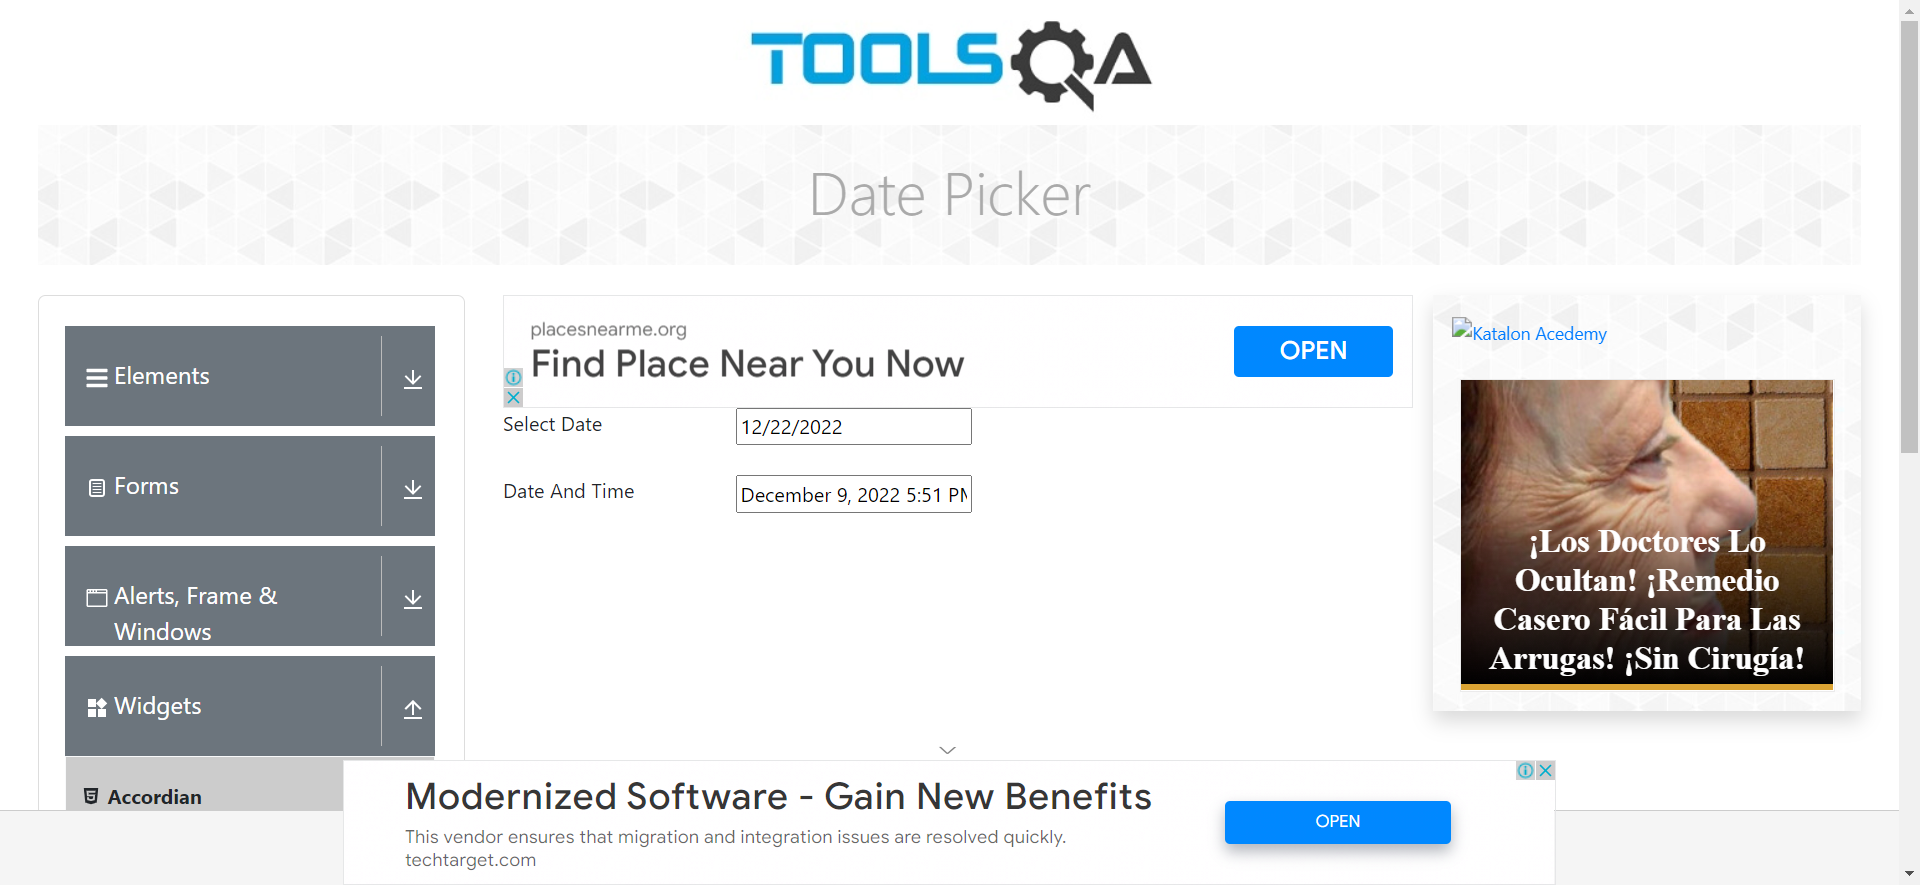 TOOLSQA
Date Picker
Elements
Forms
Alerts, Frame &
Windows
Widgets
Accordian
placesnearme.org
Find Place Near You Now
OPEN
Select Date
12/22/2022
Date And Time
December 9, 2022 5:51 PM
Katalon Acedemy
¡Los Doctores Lo
Ocultan! ¡Remedio
Casero Fácil Para Las
Arrugas! ¡Sin Cirugía!
Modernized Software - Gain New Benefits
This vendor ensures that migration and integration issues are resolved quickly.
techtarget.com
OPEN